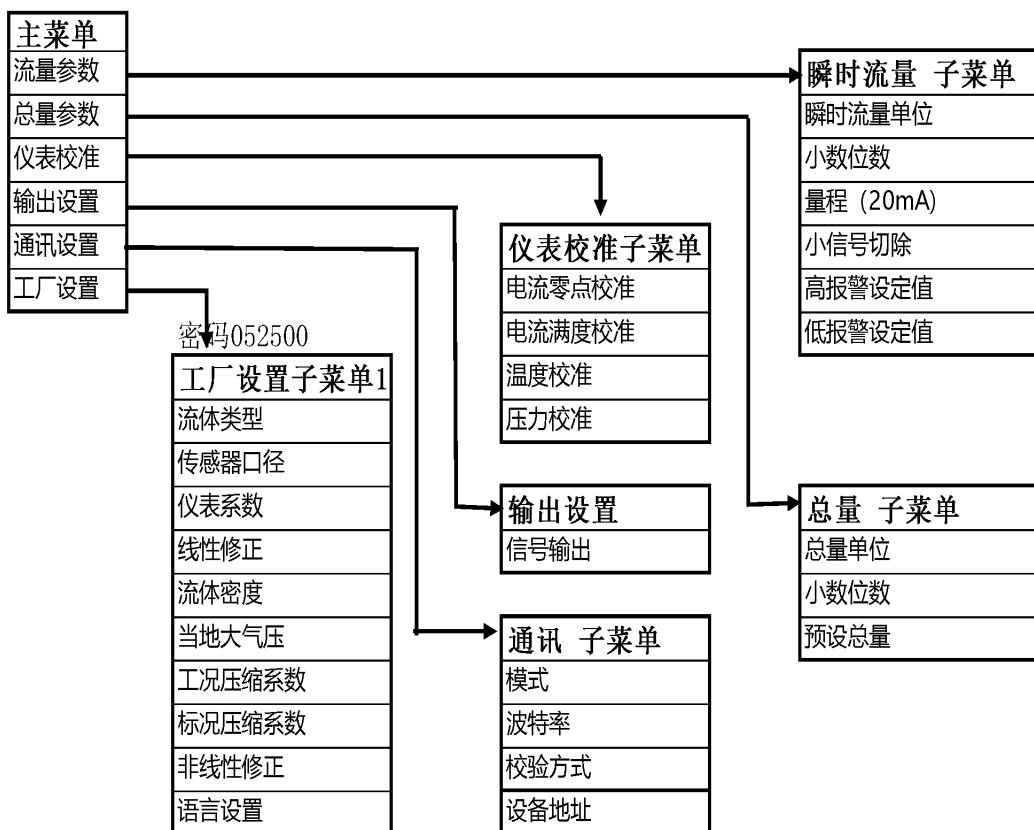 主菜单
流量参数
总量参数
仪表校准
输出设置
通讯设置
工厂设置
瞬时流量 子菜单
瞬时流量单位
小数位数
量程（20mA）
小信号切除
高报警设定值
低报警设定值
仪表校准子菜单
电流零点校准
电流满度校准
温度校准
压力校准
密码052500
工厂设置子菜单1
流体类型
传感器口径
仪表系数
线性修正
流体密度
当地大气压
工况压缩系数
标况压缩系数
非线性修正
语言设置
输出设置
信号输出
总量 子菜单
总量单位
小数位数
预设总量
通讯 子菜单
模式
波特率
校验方式
设备地址